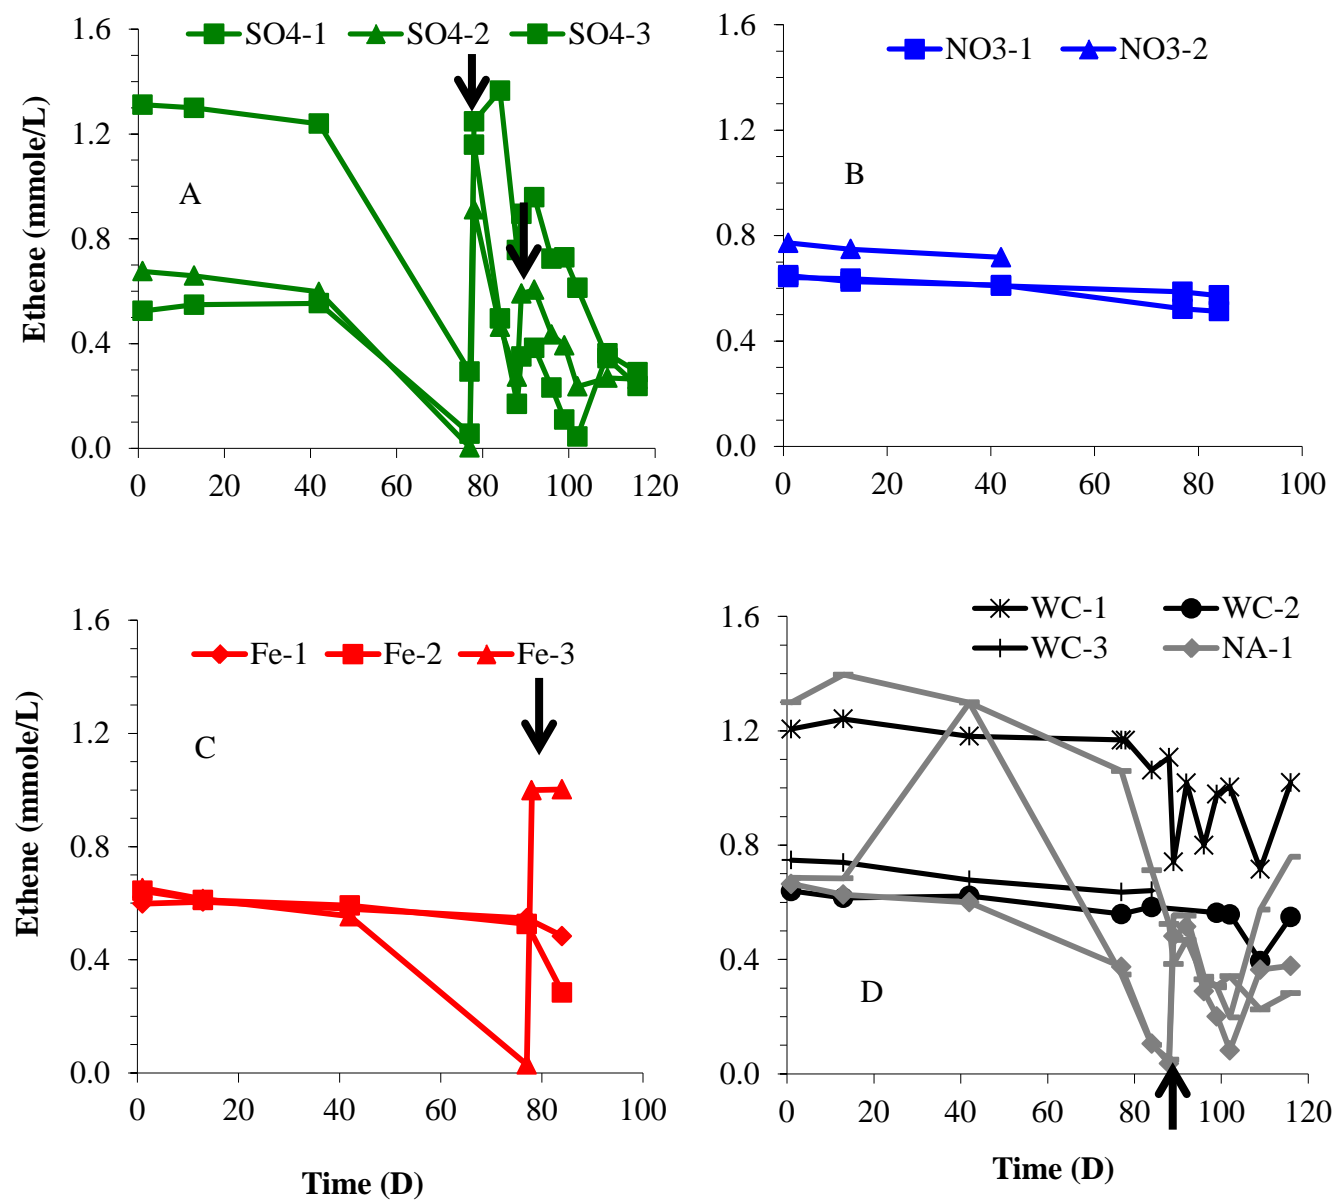 SO4-1 SO4-2 SO4-3
1.6
1.2
0.8
0.4
0.0
Ethene (mmole/L)
A
0 20 40 60 80 100 120
NO3-1 NO3-2
1.6
1.2
0.8
0.4
0.0
B
0 20 40 60 80 100
Fe-1 Fe-2 Fe-3
1.6
1.2
0.8
0.4
0.0
Ethene (mmole/L)
C
0 20 40 60 80 100
Time (D)
WC-1 WC-2
WC-3 NA-1
1.6
1.2
0.8
0.4
0.0
D
0 20 40 60 80 100 120
Time (D)